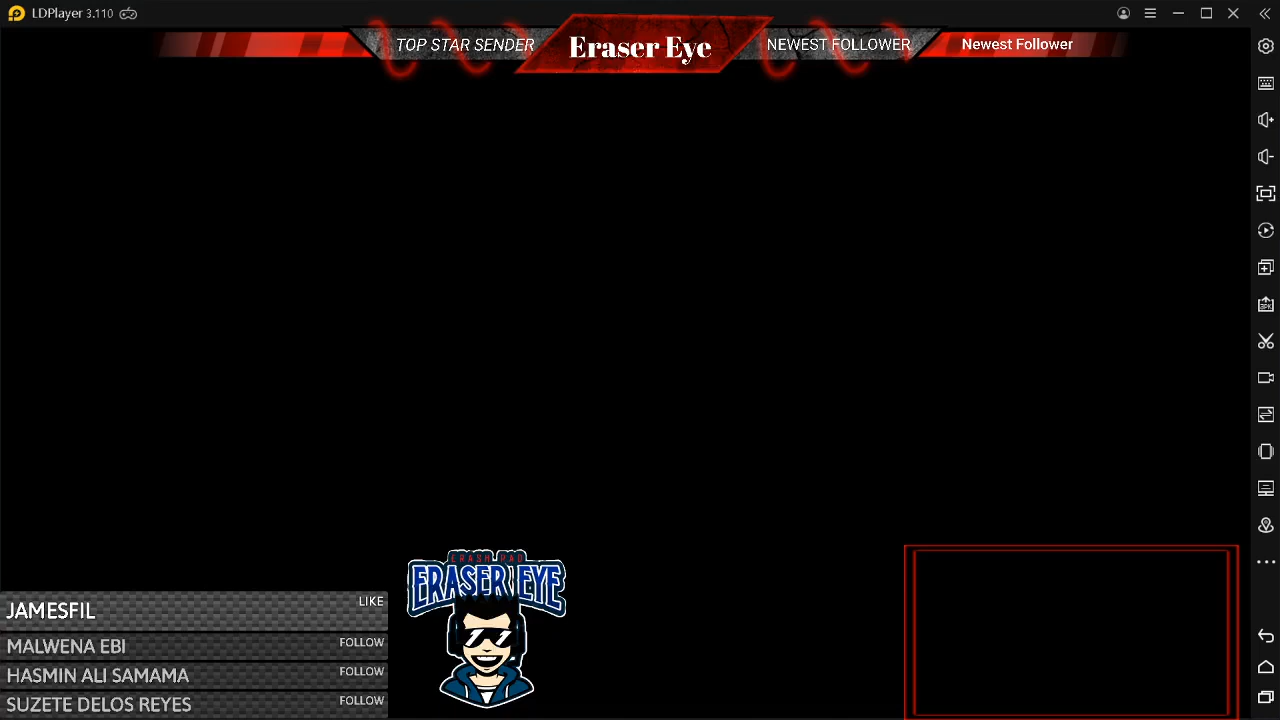 LDPlayer 3.110
TOP STAR SENDER
Eraser Eye
NEWEST FOLLOWER
Newest Follower
ERASER EYE
JAMESFIL LIKE
MALWENA EBI FOLLOW
HASMIN ALI SAMAMA FOLLOW
SUZETE DELOS REYES FOLLOW